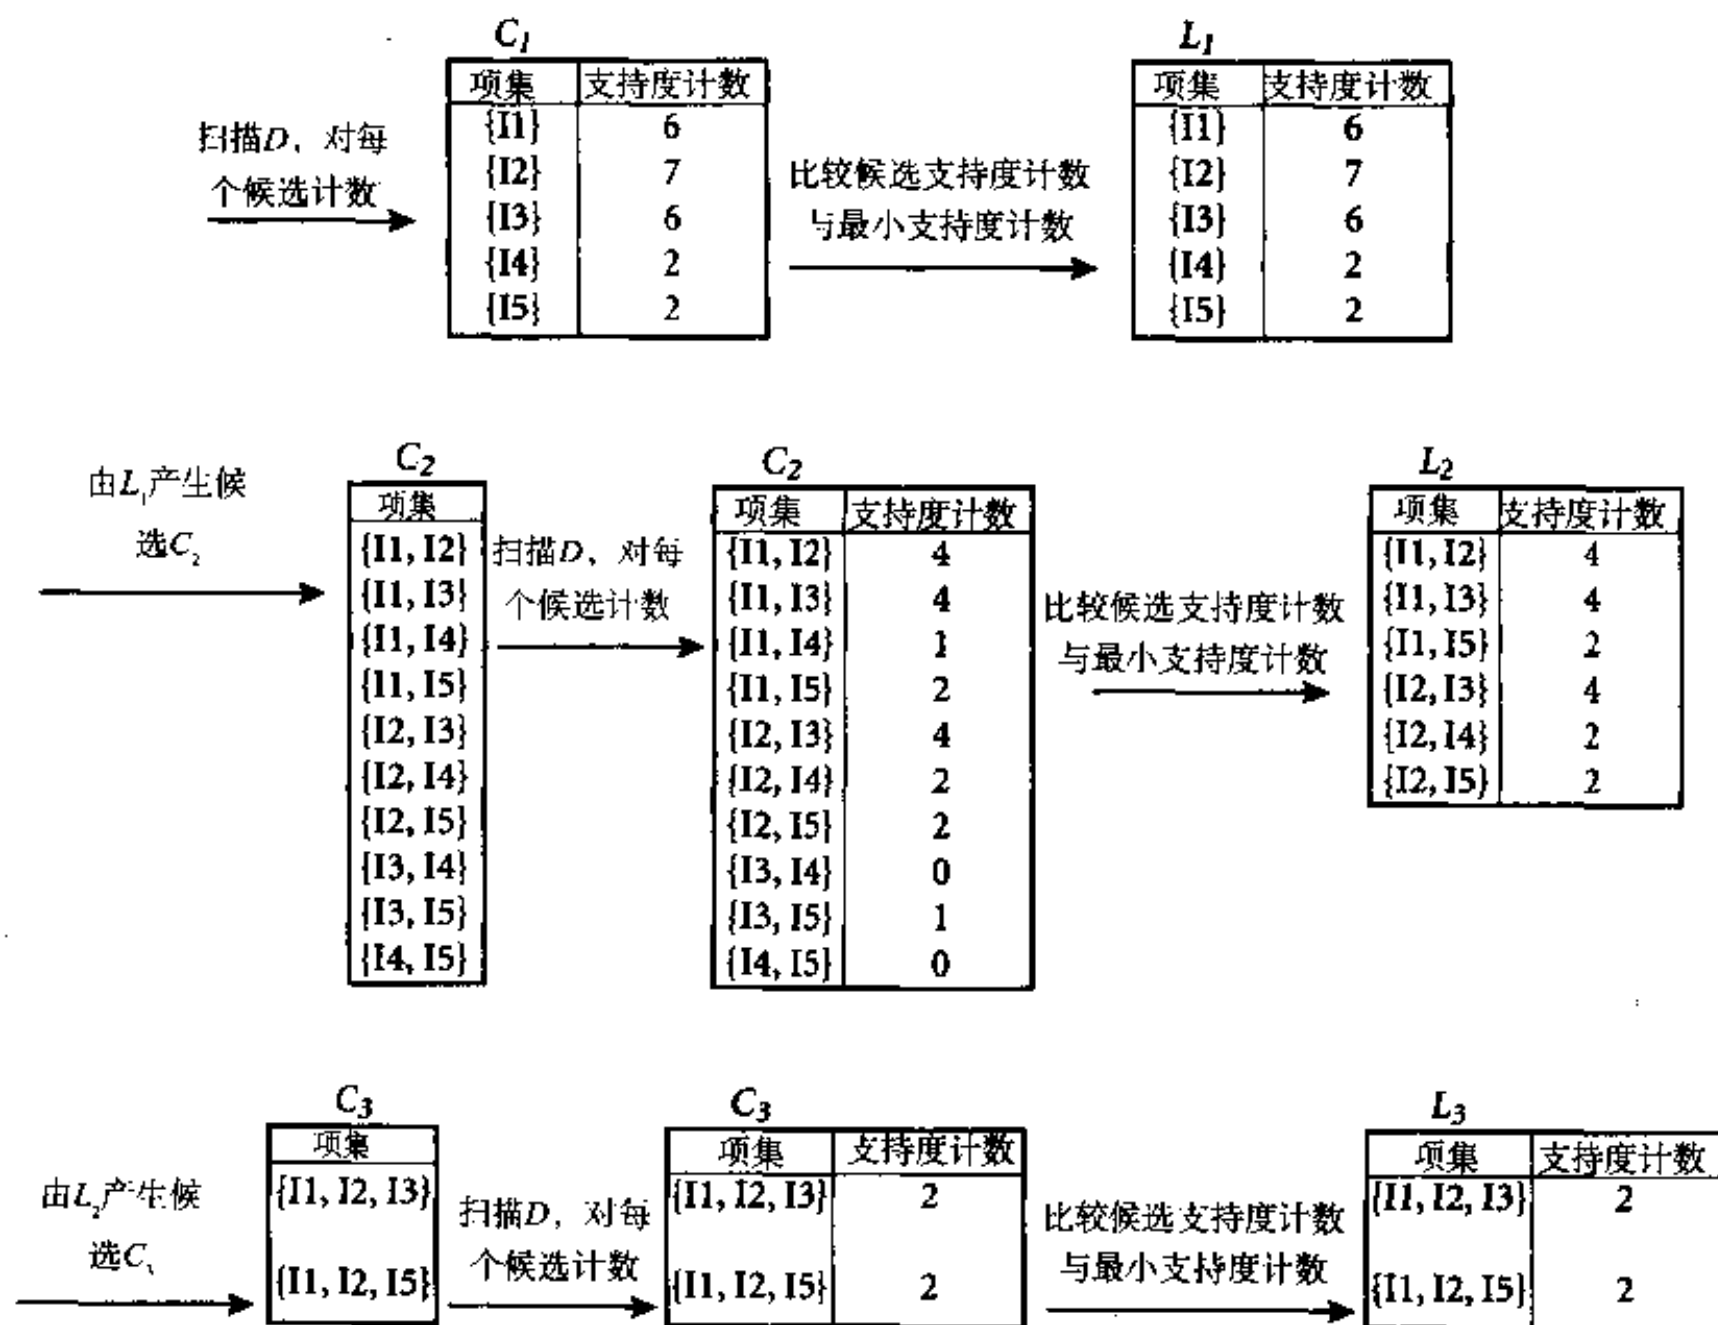 C₁
项集 支持度计数
{I1} 6
{I2} 7
{I3} 6
{I4} 2
{I5} 2
扫描D，对每
个候选计数
比较候选支持度计数
与最小支持度计数
L₁
项集 支持度计数
{I1} 6
{I2} 7
{I3} 6
{I4} 2
{I5} 2
由L₁产生候
选C₂
C₂
项集
{I1, I2}
{I1, I3}
{I1, I4}
{I1, I5}
{I2, I3}
{I2, I4}
{I2, I5}
{I3, I4}
{I3, I5}
{I4, I5}
扫描D，对每
个候选计数
C₂
项集 支持度计数
{I1, I2} 4
{I1, I3} 4
{I1, I4} 1
{I1, I5} 2
{I2, I3} 4
{I2, I4} 2
{I2, I5} 2
{I3, I4} 0
{I3, I5} 1
{I4, I5} 0
比较候选支持度计数
与最小支持度计数
L₂
项集 支持度计数
{I1, I2} 4
{I1, I3} 4
{I1, I5} 2
{I2, I3} 4
{I2, I4} 2
{I2, I5} 2
由L₂产生候
选C₃
C₃
项集
{I1, I2, I3}
{I1, I2, I5}
扫描D，对每
个候选计数
C₃
项集 支持度计数
{I1, I2, I3} 2
{I1, I2, I5} 2
比较候选支持度计数
与最小支持度计数
L₃
项集 支持度计数
{I1, I2, I3} 2
{I1, I2, I5} 2